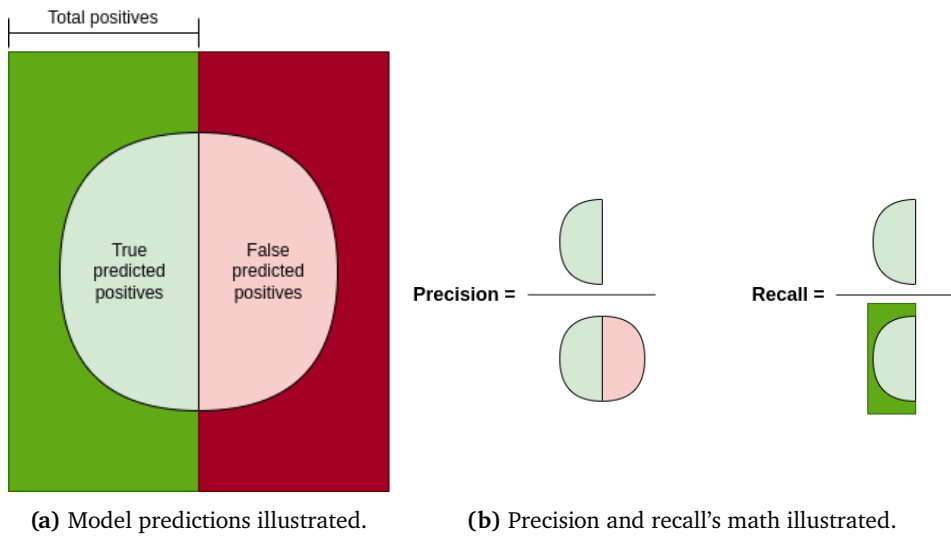 Total positives
True
predicted
positives
False
predicted
positives
Precision =
Recall =
(a) Model predictions illustrated.
(b) Precision and recall's math illustrated.